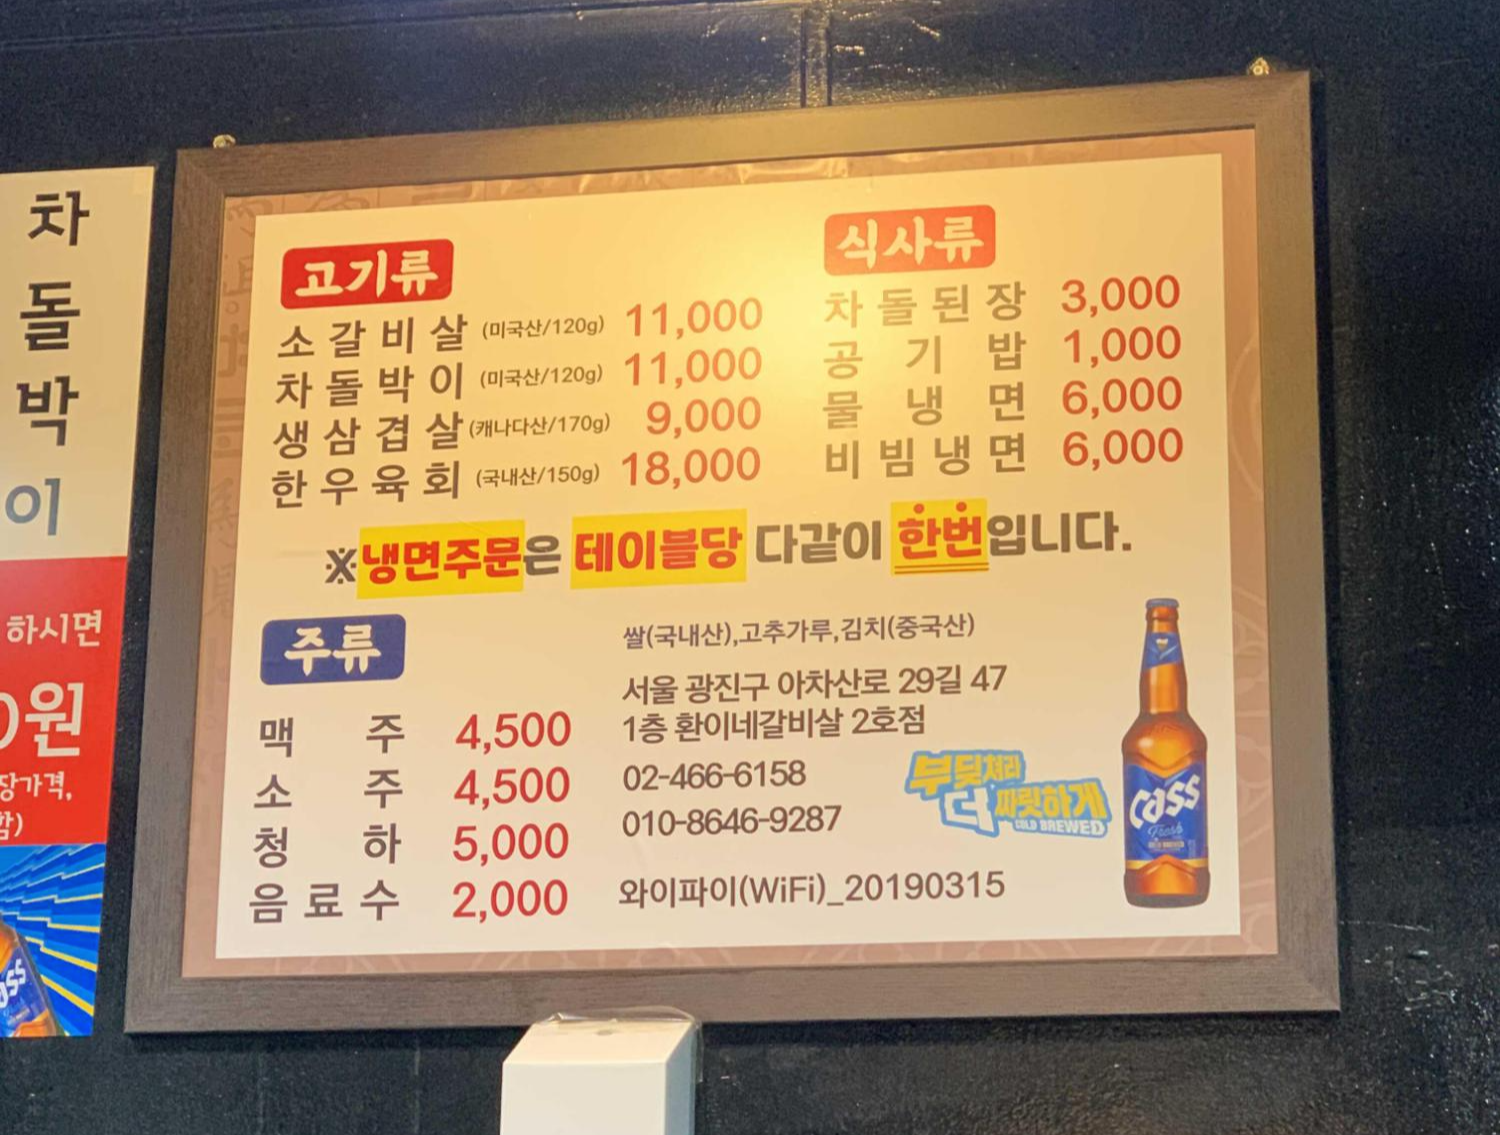 차
돌
박
이
하시면
0원
장가격,
함)
고기류
소갈비살 (미국산/120g) 11,000
차돌박이 (미국산/120g) 11,000
생삼겹살 (캐나다산/170g) 9,000
한우육회 (국내산/150g) 18,000
식사류
차돌된장 3,000
공기밥 1,000
물냉면 6,000
비빔냉면 6,000
※냉면주문은 테이블당 다같이 한번입니다.
주류
맥주 4,500
소주 4,500
청하 5,000
음료수 2,000
쌀(국내산),고추가루,김치(중국산)
서울 광진구 아차산로 29길 47
1층 환이네갈비살 2호점
02-466-6158
010-8646-9287
와이파이(WiFi)_20190315
부딪쳐라
더 짜릿하게
COLD BREWED
Cass
Fresh
ass